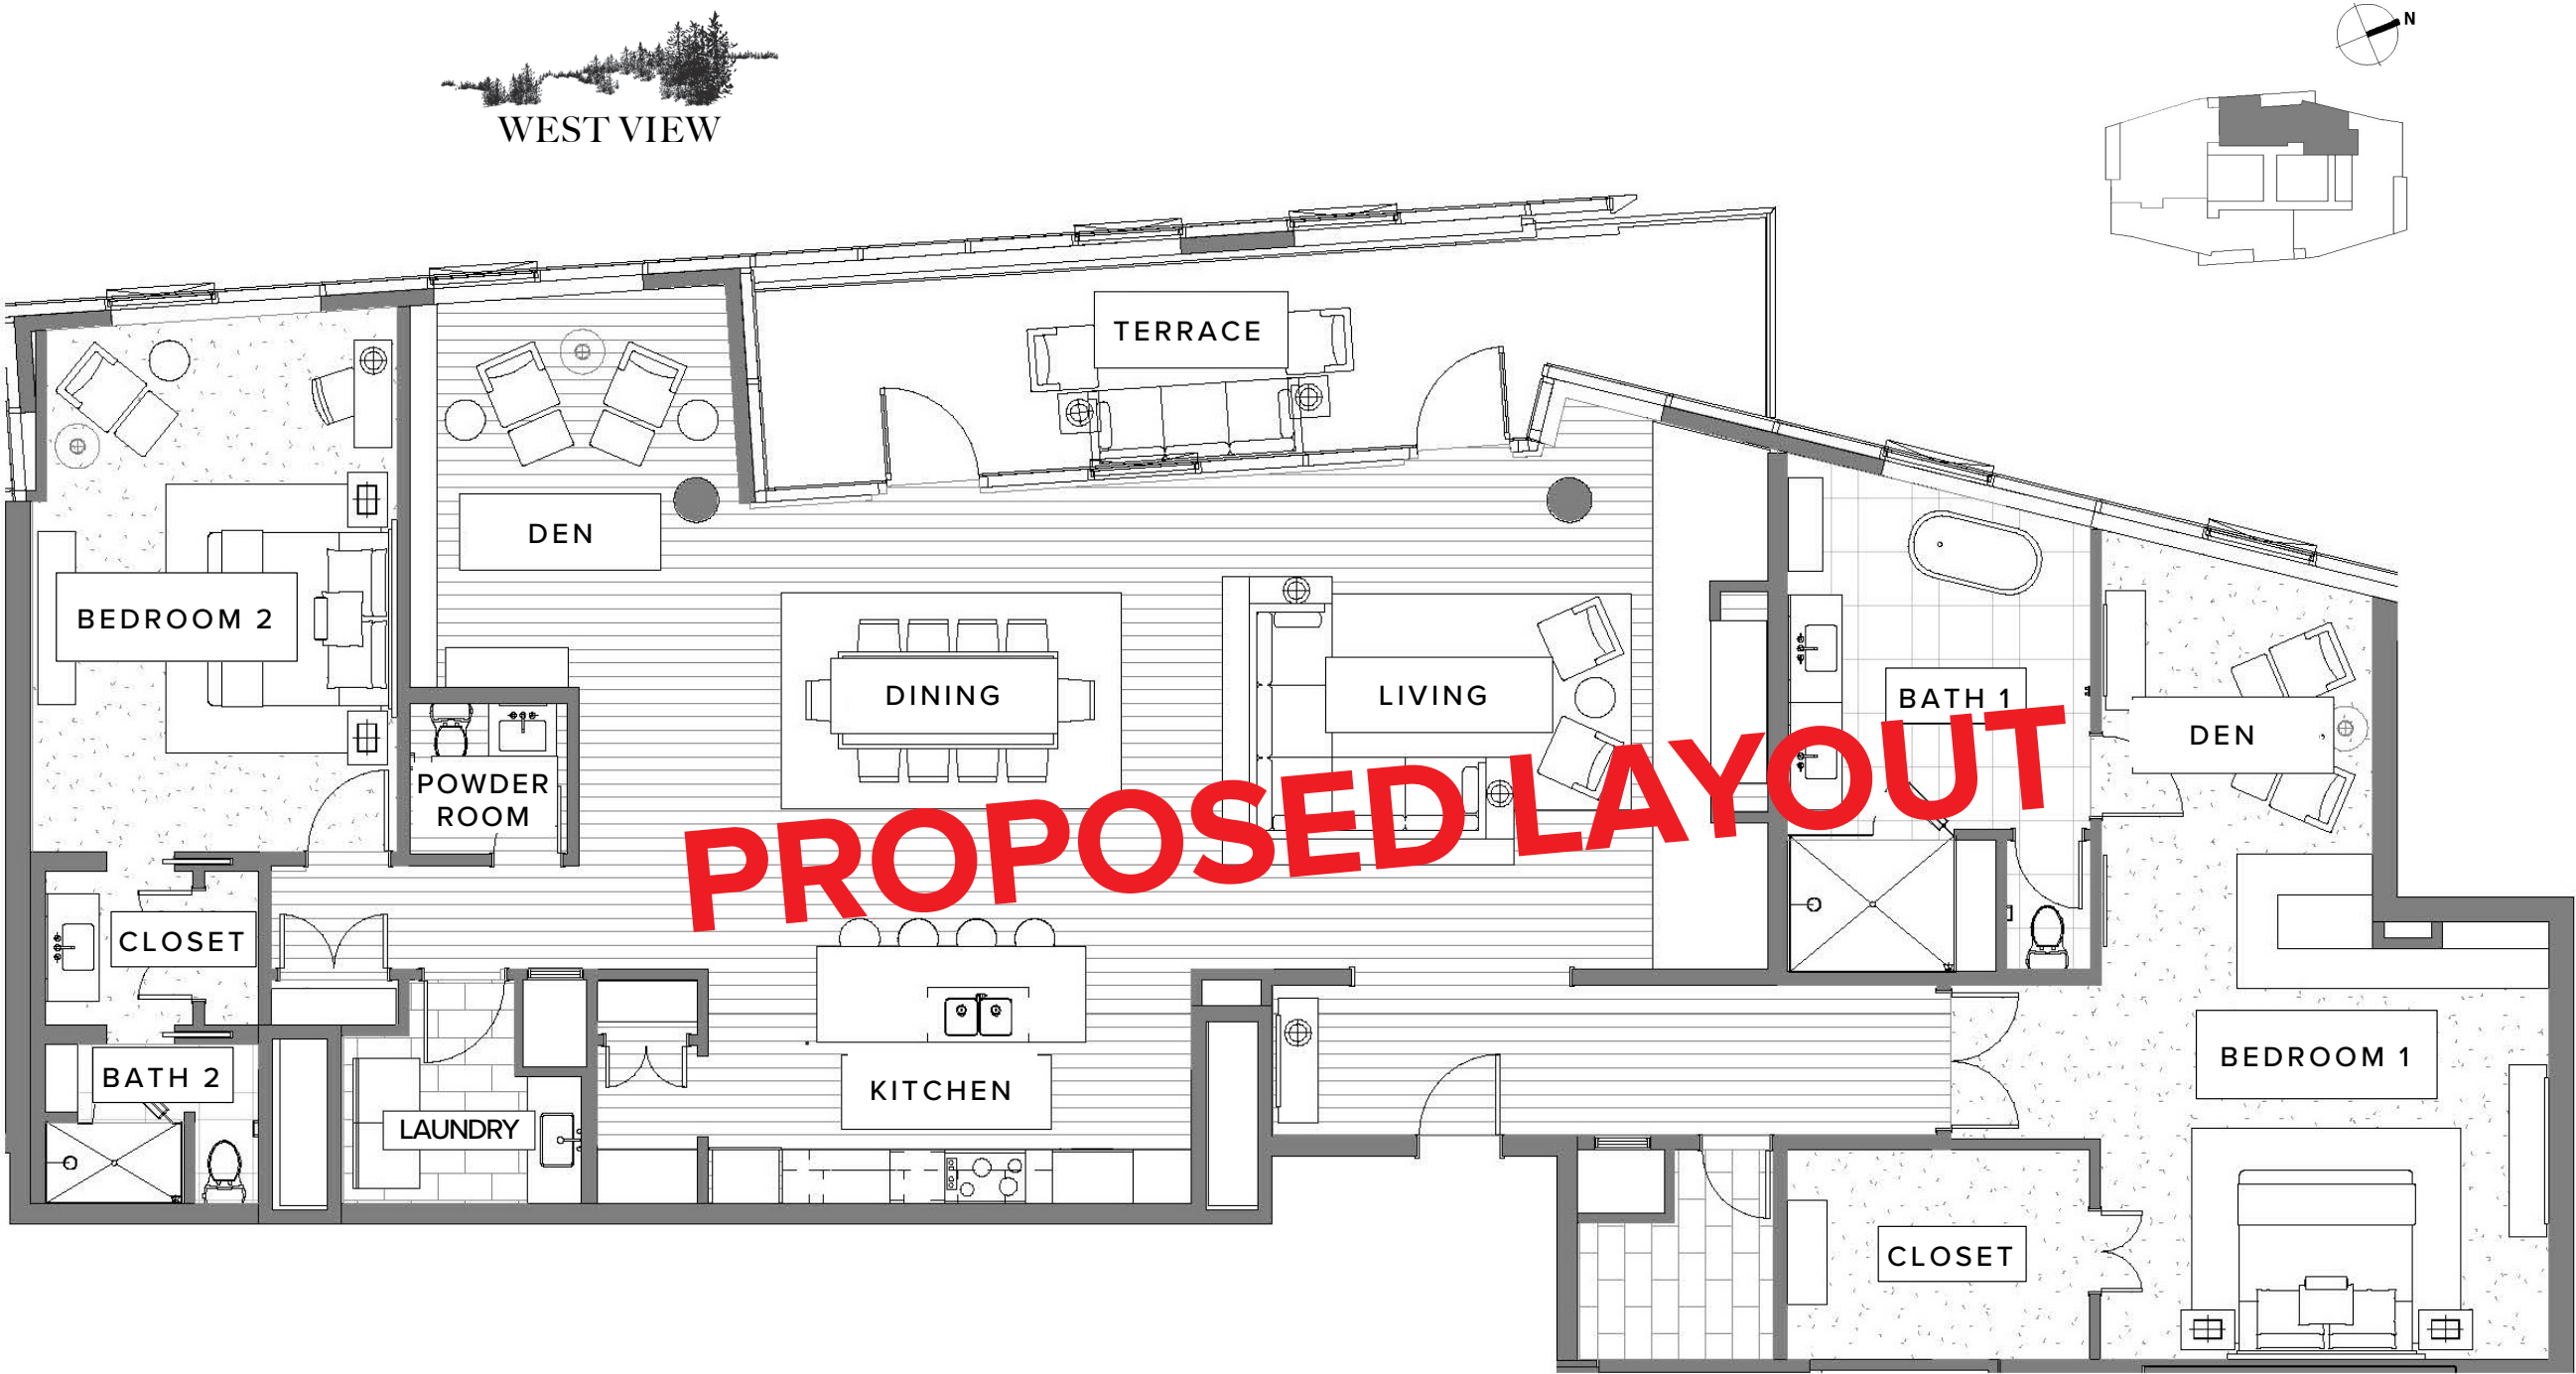 N
WEST VIEW
TERRACE
DEN
BEDROOM 2
DINING
LIVING
BATH 1
DEN
POWDER
ROOM
PROPOSED LAYOUT
CLOSET
KITCHEN
BEDROOM 1
BATH 2
LAUNDRY
CLOSET